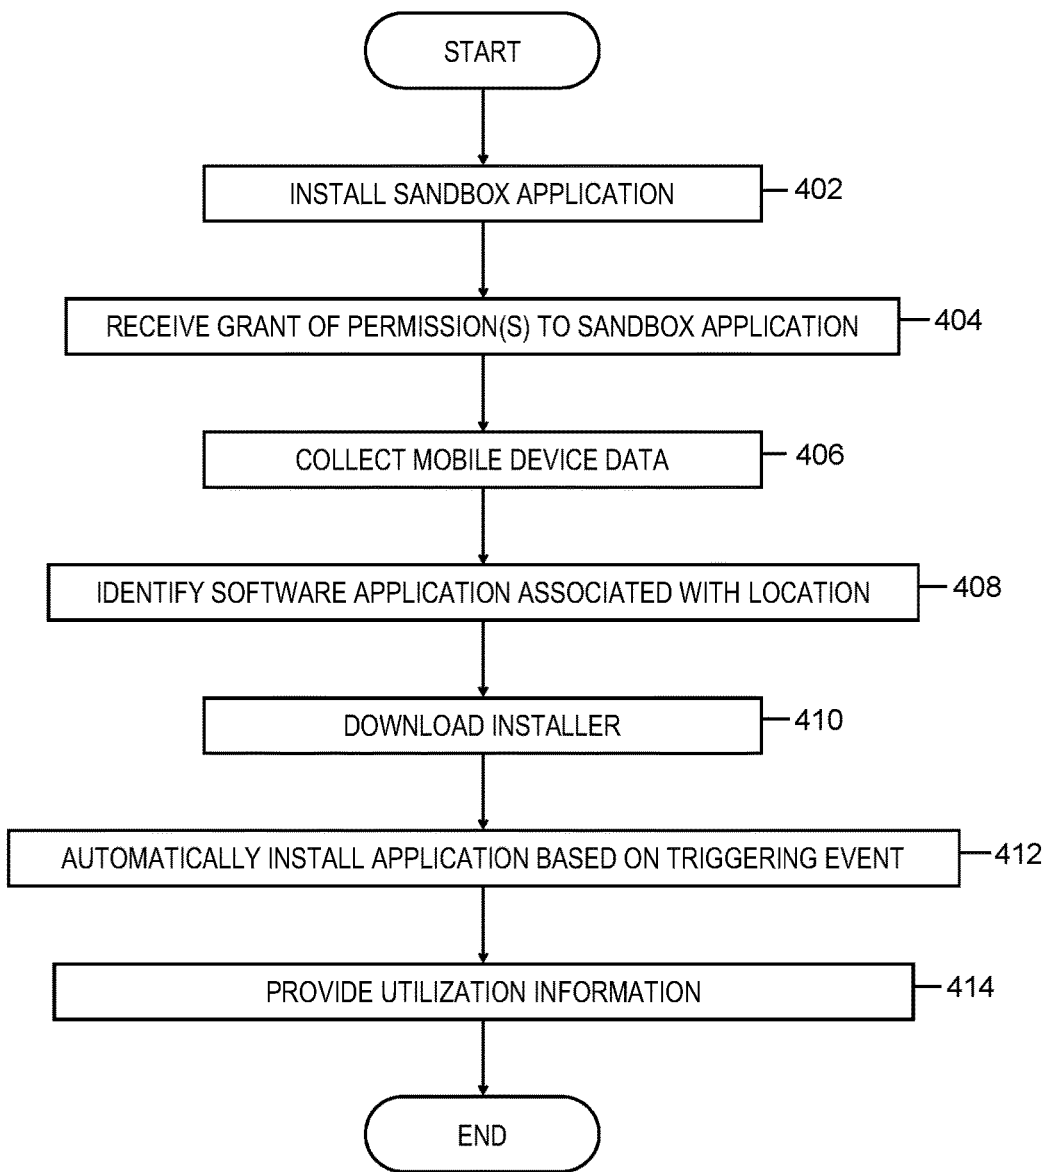 START
INSTALL SANDBOX APPLICATION
402
RECEIVE GRANT OF PERMISSION(S) TO SANDBOX APPLICATION
404
COLLECT MOBILE DEVICE DATA
406
IDENTIFY SOFTWARE APPLICATION ASSOCIATED WITH LOCATION
408
DOWNLOAD INSTALLER
410
AUTOMATICALLY INSTALL APPLICATION BASED ON TRIGGERING EVENT
412
PROVIDE UTILIZATION INFORMATION
414
END